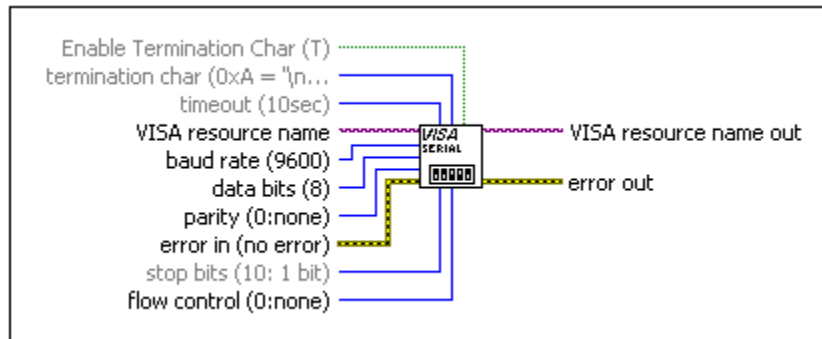 Enable Termination Char (T)
termination char (0xA = "\n...
timeout (10sec)
VISA resource name
baud rate (9600)
data bits (8)
parity (0:none)
error in (no error)
stop bits (10: 1 bit)
flow control (0:none)
VISA
SERIAL
VISA resource name out
error out